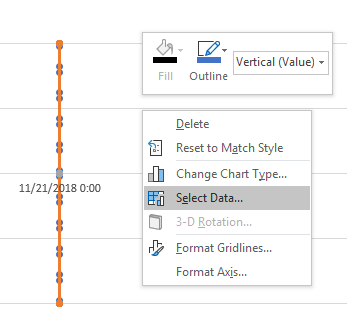 Fill
Outline
Vertical (Value)
Delete
Reset to Match Style
Change Chart Type...
Select Data...
3-D Rotation...
Format Gridlines...
Format Axis...
11/21/2018 0:00